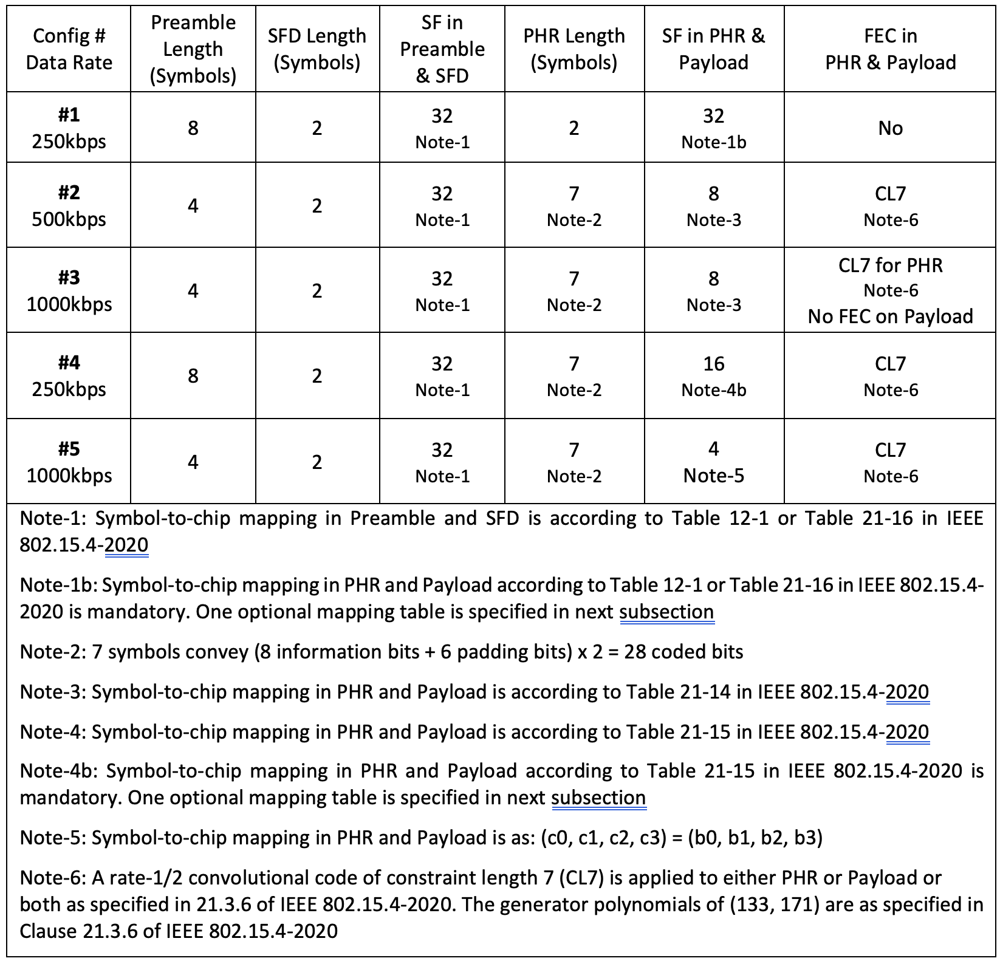 Config #
Data Rate
Preamble
Length
(Symbols)
SFD Length
(Symbols)
SF in
Preamble
& SFD
PHR Length
(Symbols)
SF in PHR &
Payload
FEC in
PHR & Payload
#1
250kbps
8
2
32
Note-1
2
32
Note-1b
No
#2
500kbps
4
2
32
Note-1
7
Note-2
8
Note-3
CL7
Note-6
#3
1000kbps
4
2
32
Note-1
7
Note-2
8
Note-3
CL7 for PHR
Note-6
No FEC on Payload
#4
250kbps
8
2
32
Note-1
7
Note-2
16
Note-4b
CL7
Note-6
#5
1000kbps
4
2
32
Note-1
7
Note-2
4
Note-5
CL7
Note-6
Note-1: Symbol-to-chip mapping in Preamble and SFD is according to Table 12-1 or Table 21-16 in IEEE
802.15.4-2020
Note-1b: Symbol-to-chip mapping in PHR and Payload according to Table 12-1 or Table 21-16 in IEEE 802.15.4-
2020 is mandatory. One optional mapping table is specified in next subsection
Note-2: 7 symbols convey (8 information bits + 6 padding bits) x 2 = 28 coded bits
Note-3: Symbol-to-chip mapping in PHR and Payload is according to Table 21-14 in IEEE 802.15.4-2020
Note-4: Symbol-to-chip mapping in PHR and Payload is according to Table 21-15 in IEEE 802.15.4-2020
Note-4b: Symbol-to-chip mapping in PHR and Payload according to Table 21-15 in IEEE 802.15.4-2020 is
mandatory. One optional mapping table is specified in next subsection
Note-5: Symbol-to-chip mapping in PHR and Payload is as: (c0, c1, c2, c3) = (b0, b1, b2, b3)
Note-6: A rate-1/2 convolutional code of constraint length 7 (CL7) is applied to either PHR or Payload or
both as specified in 21.3.6 of IEEE 802.15.4-2020. The generator polynomials of (133, 171) are as specified in
Clause 21.3.6 of IEEE 802.15.4-2020